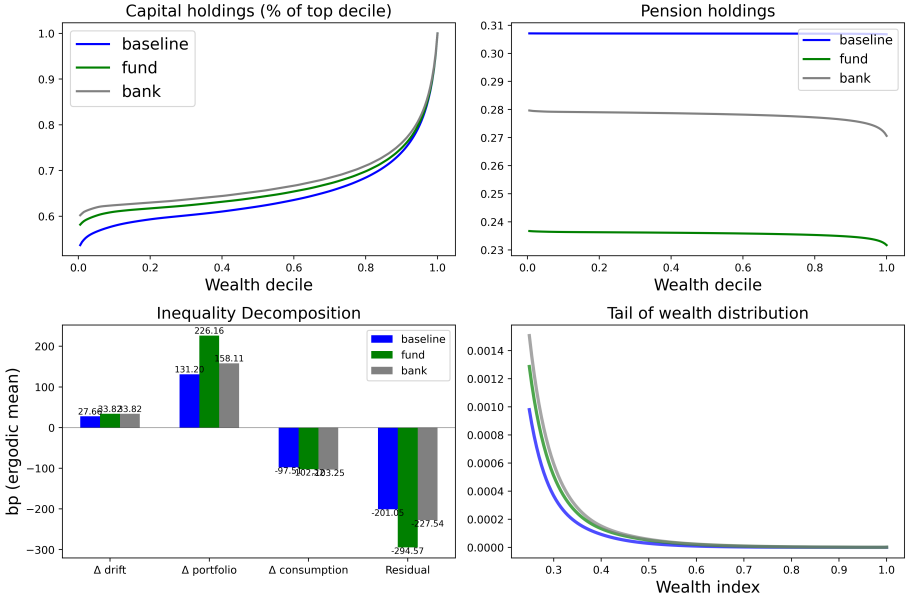 Capital holdings (% of top decile)
1.0
0.9
0.8
0.7
0.6
baseline
fund
bank
0.0 0.2 0.4 0.6 0.8 1.0
Wealth decile
Pension holdings
0.31
0.30
0.29
0.28
0.27
0.26
0.25
0.24
0.23
baseline
fund
bank
0.0 0.2 0.4 0.6 0.8 1.0
Wealth decile
Inequality Decomposition
bp (ergodic mean)
200
100
0
−100
−200
−300
baseline
fund
bank
27.66 33.82 33.82
131.20 226.16 158.11
-103.25
-201.05 -294.57 -227.54
Δ drift Δ portfolio Δ consumption Residual
Tail of wealth distribution
0.0014
0.0012
0.0010
0.0008
0.0006
0.0004
0.0002
0.0000
0.3 0.4 0.5 0.6 0.7 0.8 0.9 1.0
Wealth index